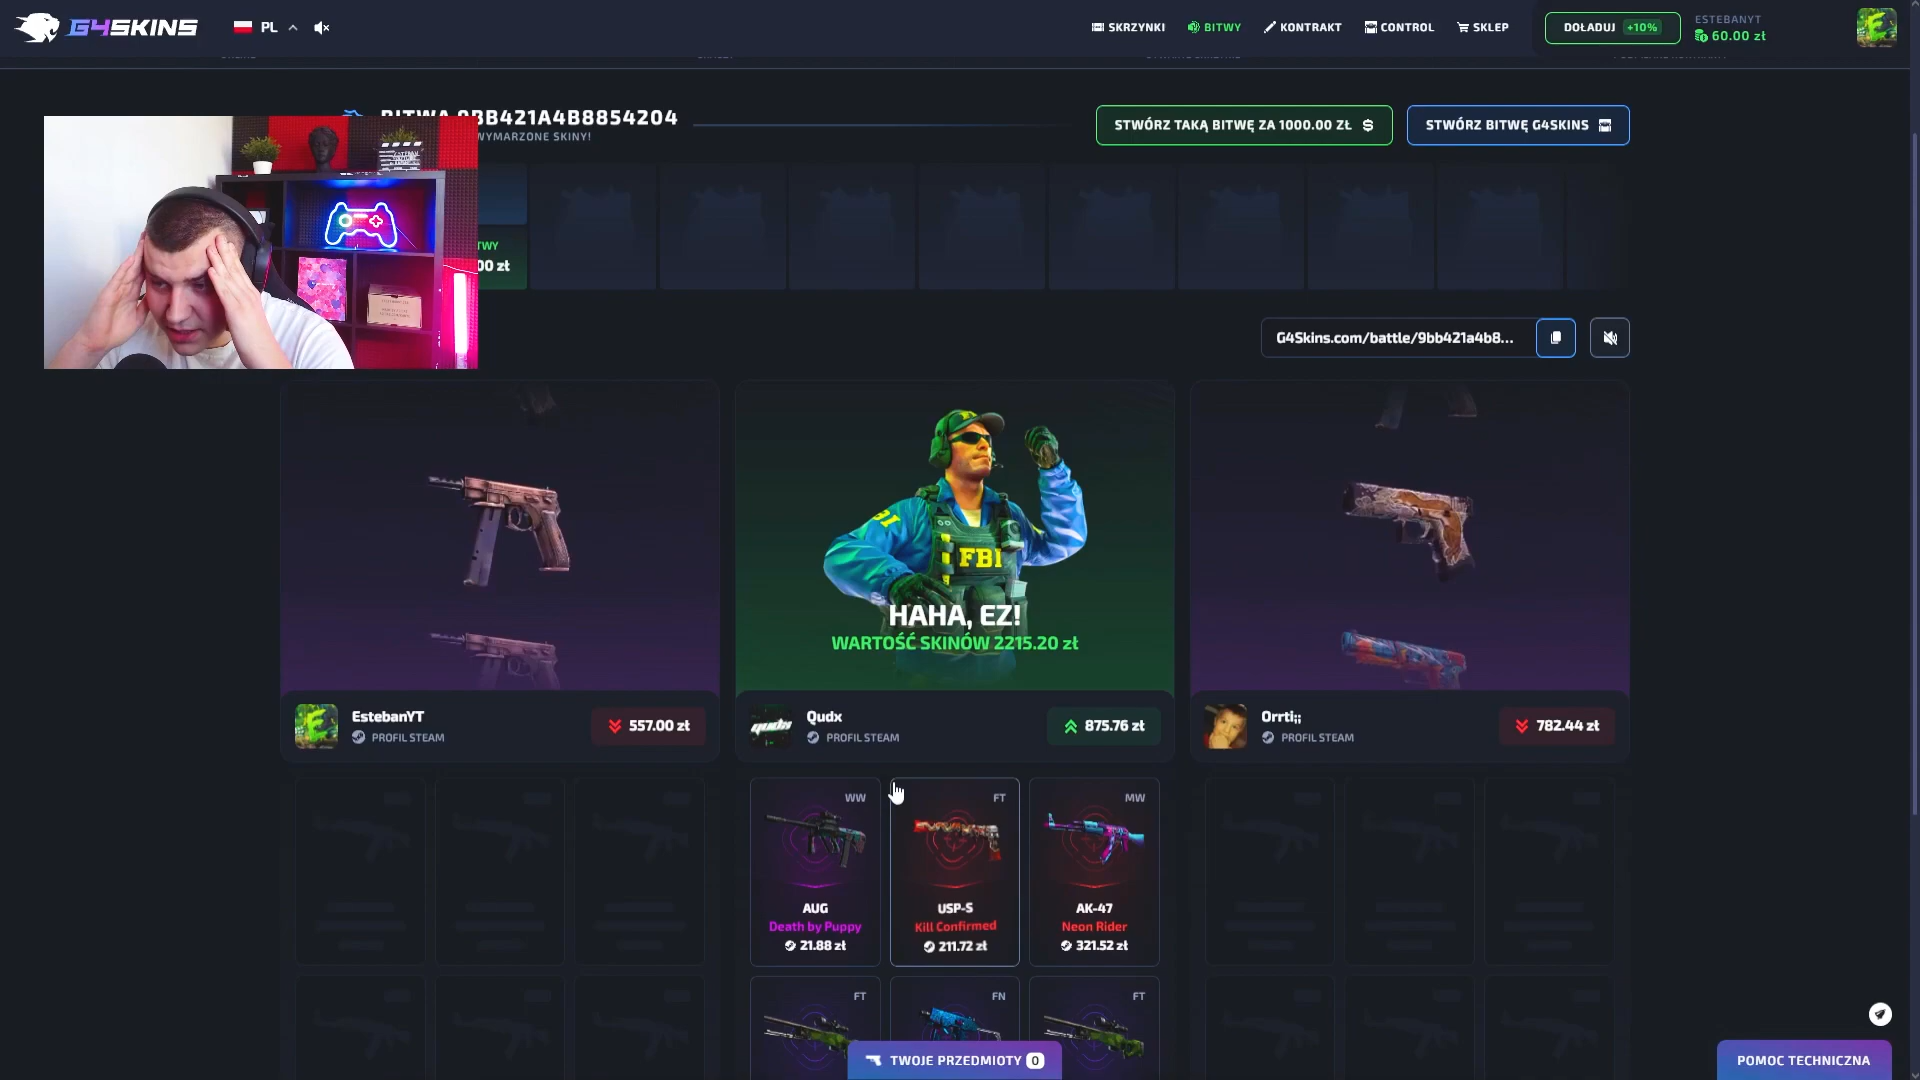 G4SKINS
PL
SKRZYNKI
BITWY
KONTRAKT
CONTROL
SKLEP
DOŁADUJ +10%
ESTEBANYT
60.00 zł
BITWA 9BB421A4B8854204
WYMARZONE SKINY!
STWÓRZ TAKĄ BITWĘ ZA 1000.00 ZŁ $
STWÓRZ BITWĘ G4SKINS
G4Skins.com/battle/9bb421a4b8...
FBI
HAHA, EZ!
WARTOŚĆ SKINÓW 2215.20 zł
EstebanYT
PROFIL STEAM
557.00 zł
Qudx
PROFIL STEAM
875.76 zł
Orrti;;
PROFIL STEAM
782.44 zł
WW
AUG
Death by Puppy
21.88 zł
FT
USP-S
Kill Confirmed
211.72 zł
MW
AK-47
Neon Rider
321.52 zł
FT
FN
FT
TWOJE PRZEDMIOTY 0
POMOC TECHNICZNA